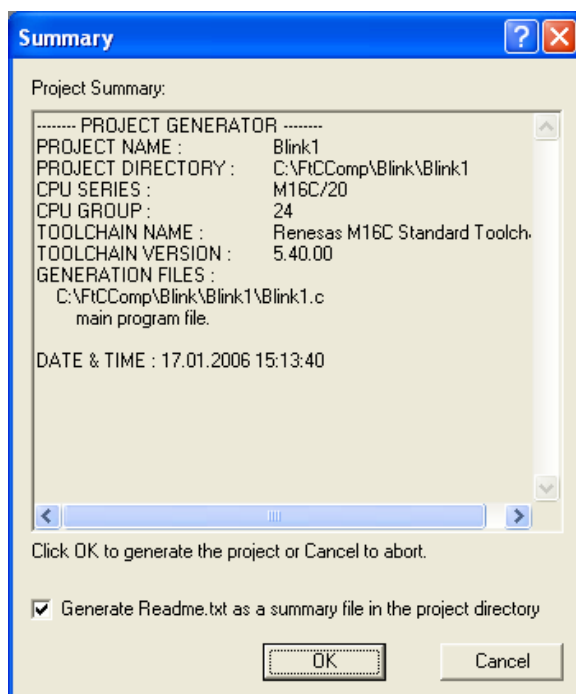 Summary
Project Summary:
-------- PROJECT GENERATOR --------
PROJECT NAME : Blink1
PROJECT DIRECTORY : C:\FtCComp\Blink\Blink1
CPU SERIES : M16C/20
CPU GROUP : 24
TOOLCHAIN NAME : Renesas M16C Standard Toolch
TOOLCHAIN VERSION : 5.40.00
GENERATION FILES :
C:\FtCComp\Blink\Blink1\Blink1.c
main program file.
DATE & TIME : 17.01.2006 15:13:40
Click OK to generate the project or Cancel to abort.
Generate Readme.txt as a summary file in the project directory
OK Cancel